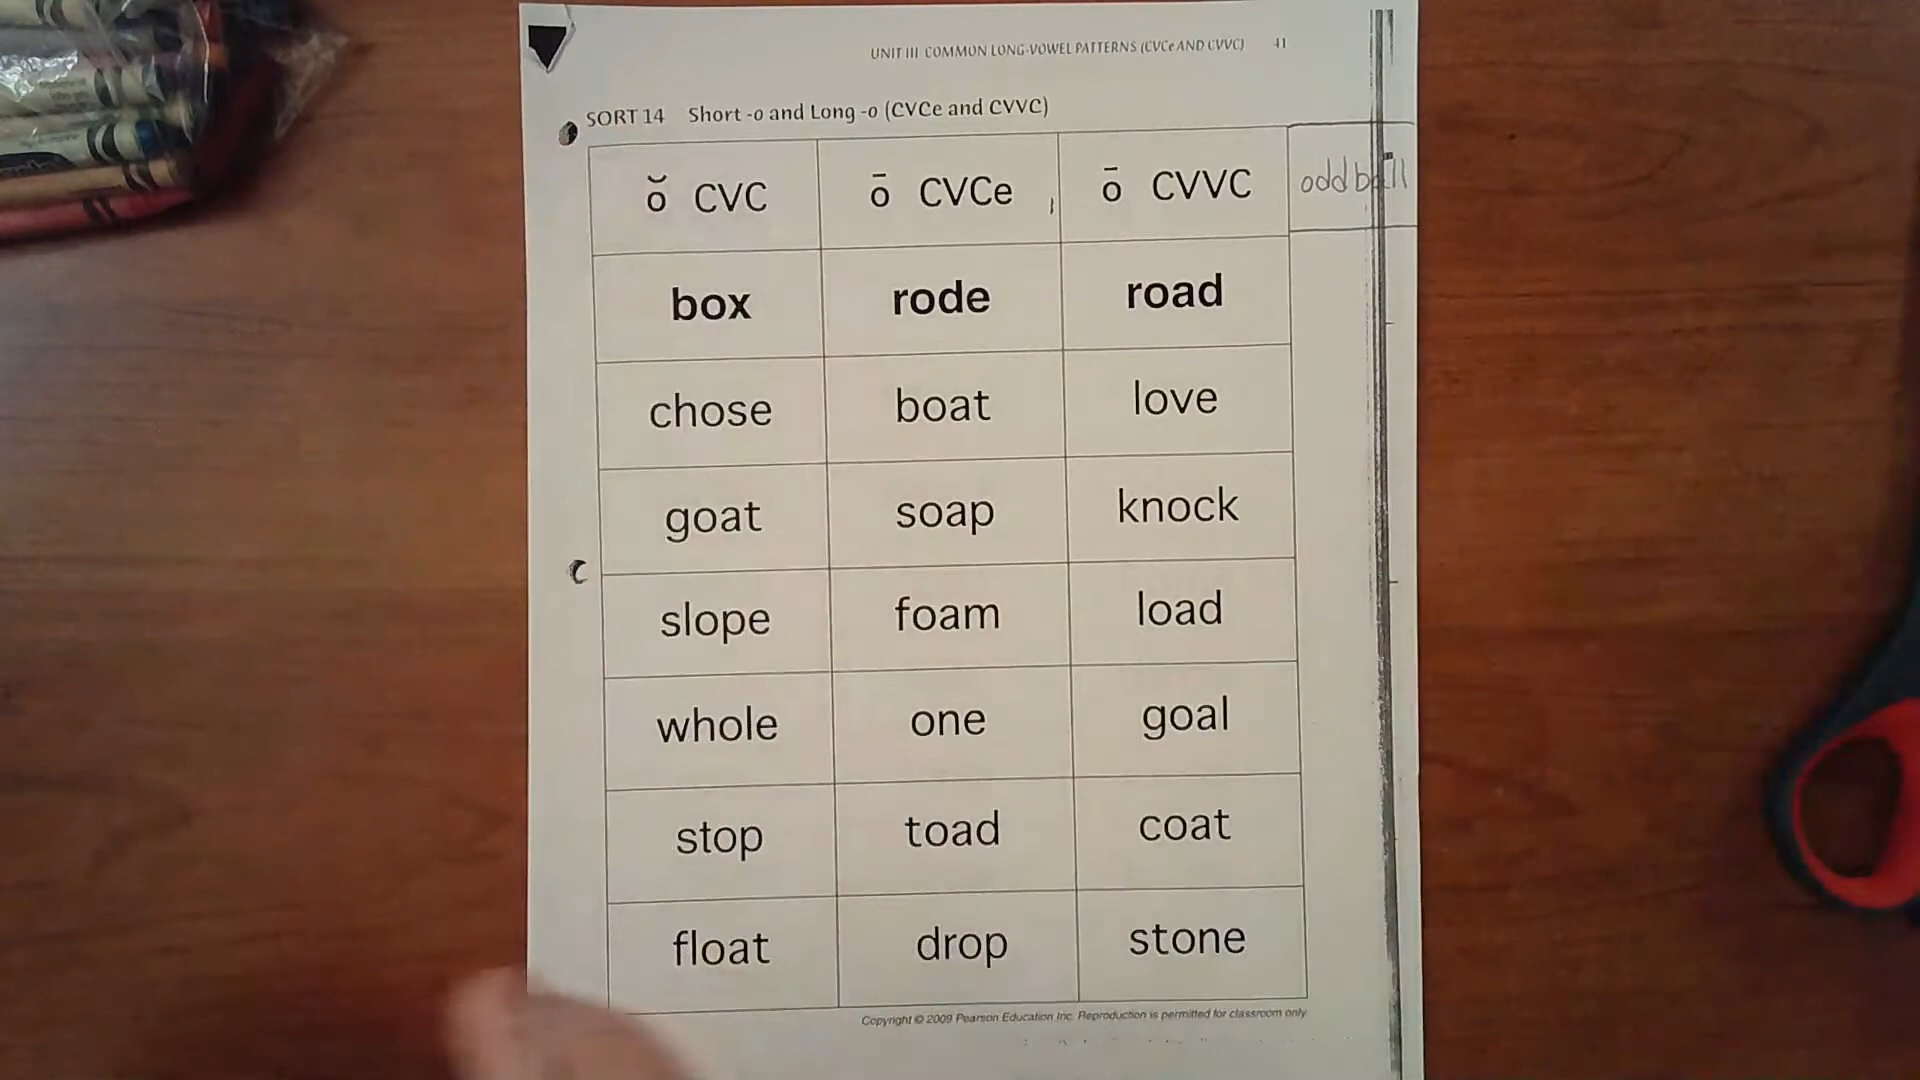 UNIT III COMMON LONG-VOWEL PATTERNS (CVCe AND CVVC) 41
SORT 14 Short -o and Long -o (CVCe and CVVC)
ŏ CVC ō CVCe ō CVVC oddball
box rode road
chose boat love
goat soap knock
slope foam load
whole one goal
stop toad coat
float drop stone
Copyright © 2009 Pearson Education Inc. Reproduction is permitted for classroom only